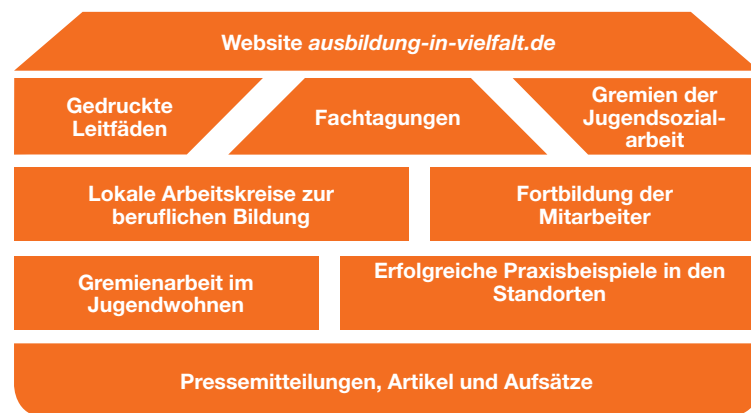 Website ausbildung-in-vielfalt.de
Gedruckte
Leitfäden
Fachtagungen
Gremien der
Jugendsozial-
arbeit
Lokale Arbeitskreise zur
beruflichen Bildung
Fortbildung der
Mitarbeiter
Gremienarbeit im
Jugendwohnen
Erfolgreiche Praxisbeispiele in den
Standorten
Pressemitteilungen, Artikel und Aufsätze